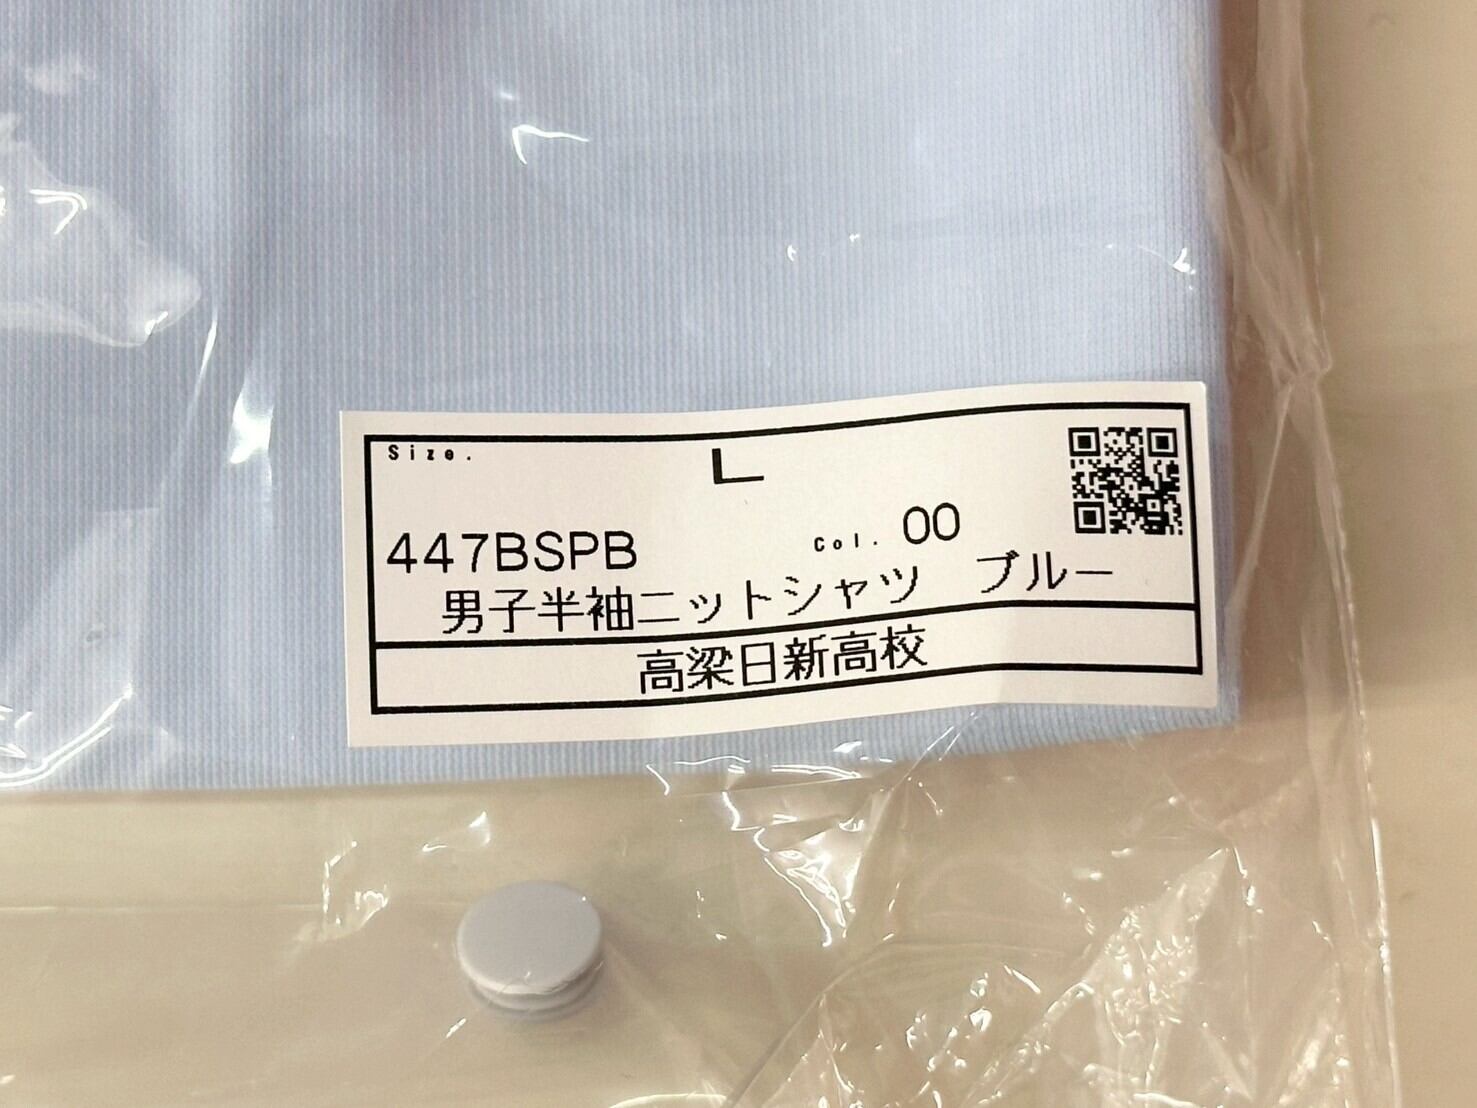 Size. L
447BSPB Col. 00
男子半袖ニットシャツ ブルー
高梁日新高校